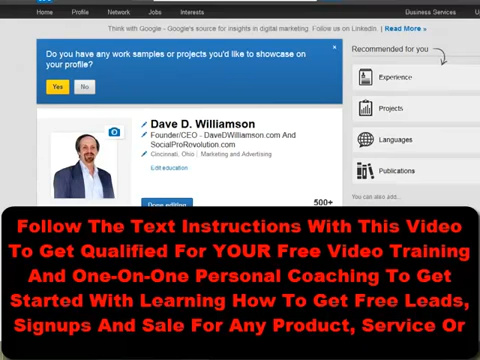 Home Profile Network Jobs Interests Business Services
Think with Google - Google's source for insights in digital marketing. Follow us on LinkedIn. | Read More »
Do you have any work samples or projects you'd like to showcase on
your profile?
×
Yes No
Dave D. Williamson
Founder/CEO - DaveDWilliamson.com And
SocialProRevolution.com
Cincinnati, Ohio | Marketing and Advertising
Edit education
Done editing
500+
Recommended for you
Experience
Projects
Languages
Publications
You can also add...
Follow The Text Instructions With This Video
To Get Qualified For YOUR Free Video Training
And One-On-One Personal Coaching To Get
Started With Learning How To Get Free Leads,
Signups And Sale For Any Product, Service Or